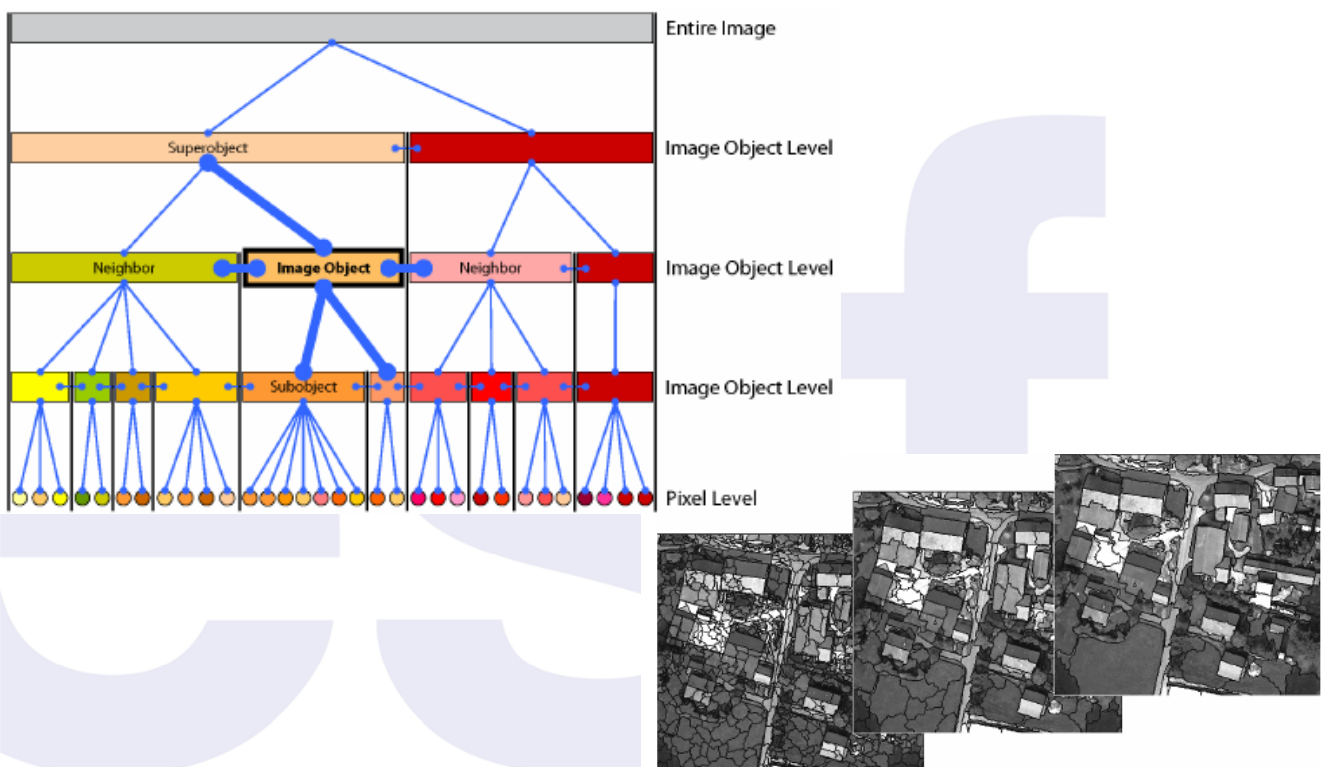 Entire Image
Superobject
Image Object Level
Neighbor
Image Object
Neighbor
Image Object Level
Subobject
Image Object Level
Pixel Level